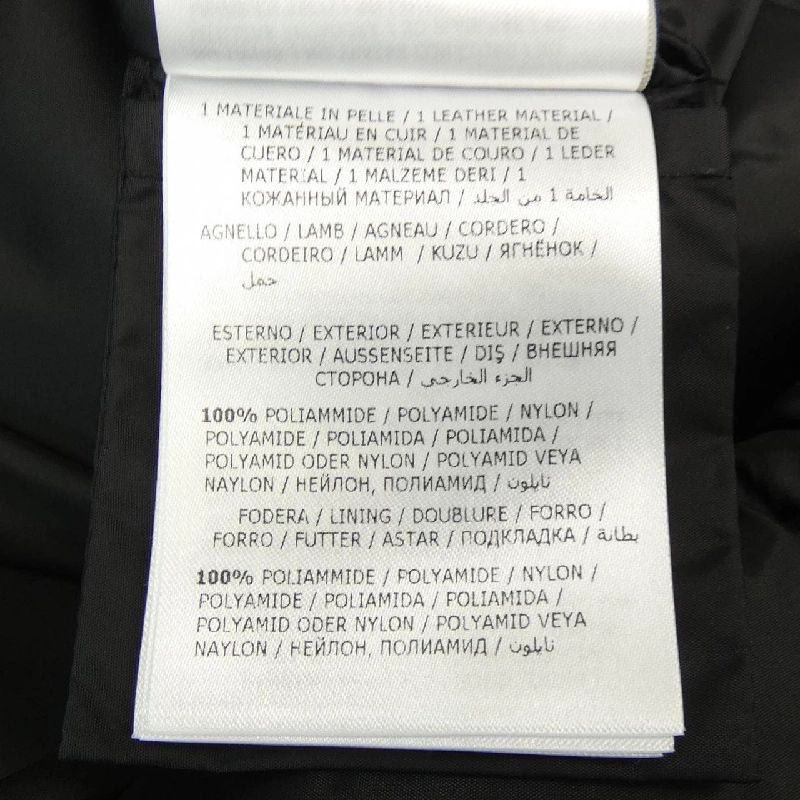 1 MATERIALE IN PELLE / 1 LEATHER MATERIAL /
1 MATÉRIAU EN CUIR / 1 MATERIAL DE
CUERO / 1 MATERIAL DE COURO / 1 LEDER
MATERIAL / 1 MALZEME DERI / 1
КОЖАННЫЙ МАТЕРИАЛ / الخامة 1 من الجلد
AGNELLO / LAMB / AGNEAU / CORDERO /
CORDEIRO / LAMM / KUZU / ЯГНЁНОК /
حمل
ESTERNO / EXTERIOR / EXTERIEUR / EXTERNO /
EXTERIOR / AUSSENSEITE / DIŞ / ВНЕШНЯЯ
СТОРОНА / الجزء الخارجي
100% POLIAMMIDE / POLYAMIDE / NYLON /
POLYAMIDE / POLIAMIDA / POLIAMIDA /
POLYAMID ODER NYLON / POLYAMID VEYA
NAYLON / НЕЙЛОН, ПОЛИАМИД / نايلون
FODERA / LINING / DOUBLURE / FORRO /
FORRO / FUTTER / ASTAR / ПОДКЛАДКА / بطانة
100% POLIAMMIDE / POLYAMIDE / NYLON /
POLYAMIDE / POLIAMIDA / POLIAMIDA /
POLYAMID ODER NYLON / POLYAMID VEYA
NAYLON / НЕЙЛОН, ПОЛИАМИД / نايلون